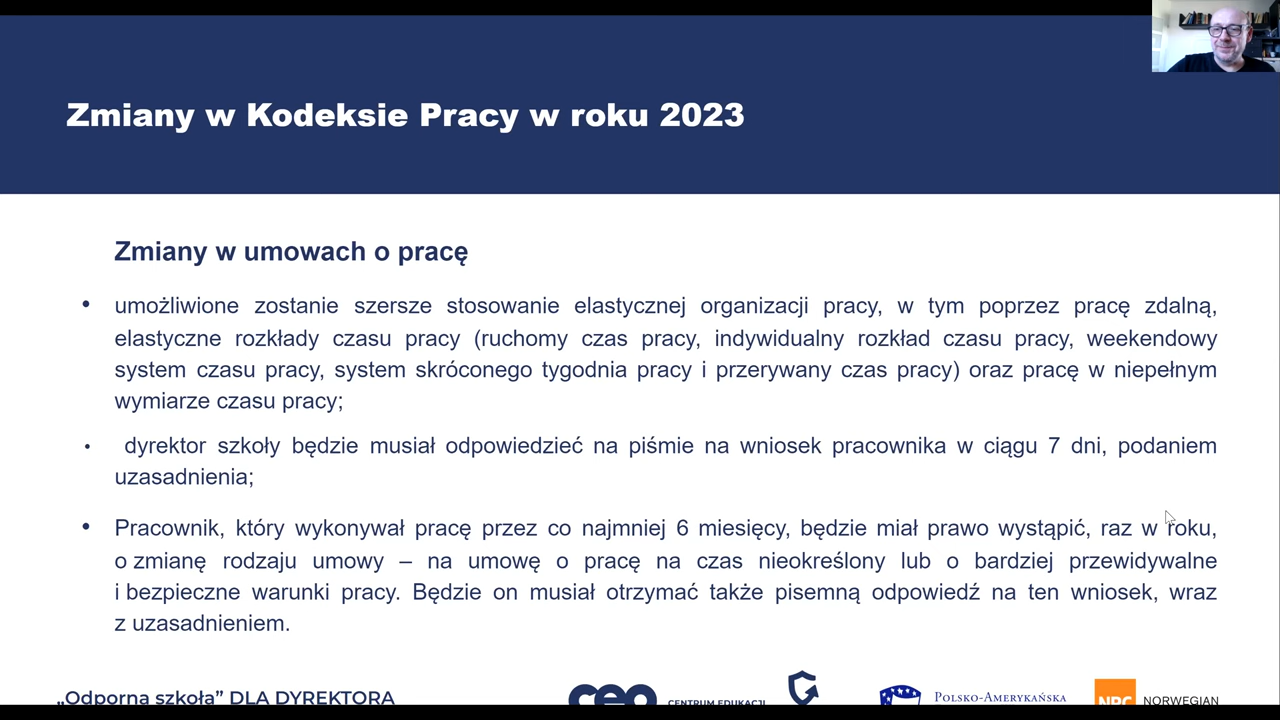 Zmiany w Kodeksie Pracy w roku 2023
Zmiany w umowach o pracę
• umożliwione zostanie szersze stosowanie elastycznej organizacji pracy, w tym poprzez pracę zdalną,
elastyczne rozkłady czasu pracy (ruchomy czas pracy, indywidualny rozkład czasu pracy, weekendowy
system czasu pracy, system skróconego tygodnia pracy i przerywany czas pracy) oraz pracę w niepełnym
wymiarze czasu pracy;
• dyrektor szkoły będzie musiał odpowiedzieć na piśmie na wniosek pracownika w ciągu 7 dni, podaniem
uzasadnienia;
• Pracownik, który wykonywał pracę przez co najmniej 6 miesięcy, będzie miał prawo wystąpić, raz w roku,
o zmianę rodzaju umowy – na umowę o pracę na czas nieokreślony lub o bardziej przewidywalne
i bezpieczne warunki pracy. Będzie on musiał otrzymać także pisemną odpowiedź na ten wniosek, wraz
z uzasadnieniem.
„Odporna szkoła” DLA DYREKTORA
ceo
CENTRUM EDUKACJI
POLSKO-AMERYKAŃSKA
NRC
NORWEGIAN